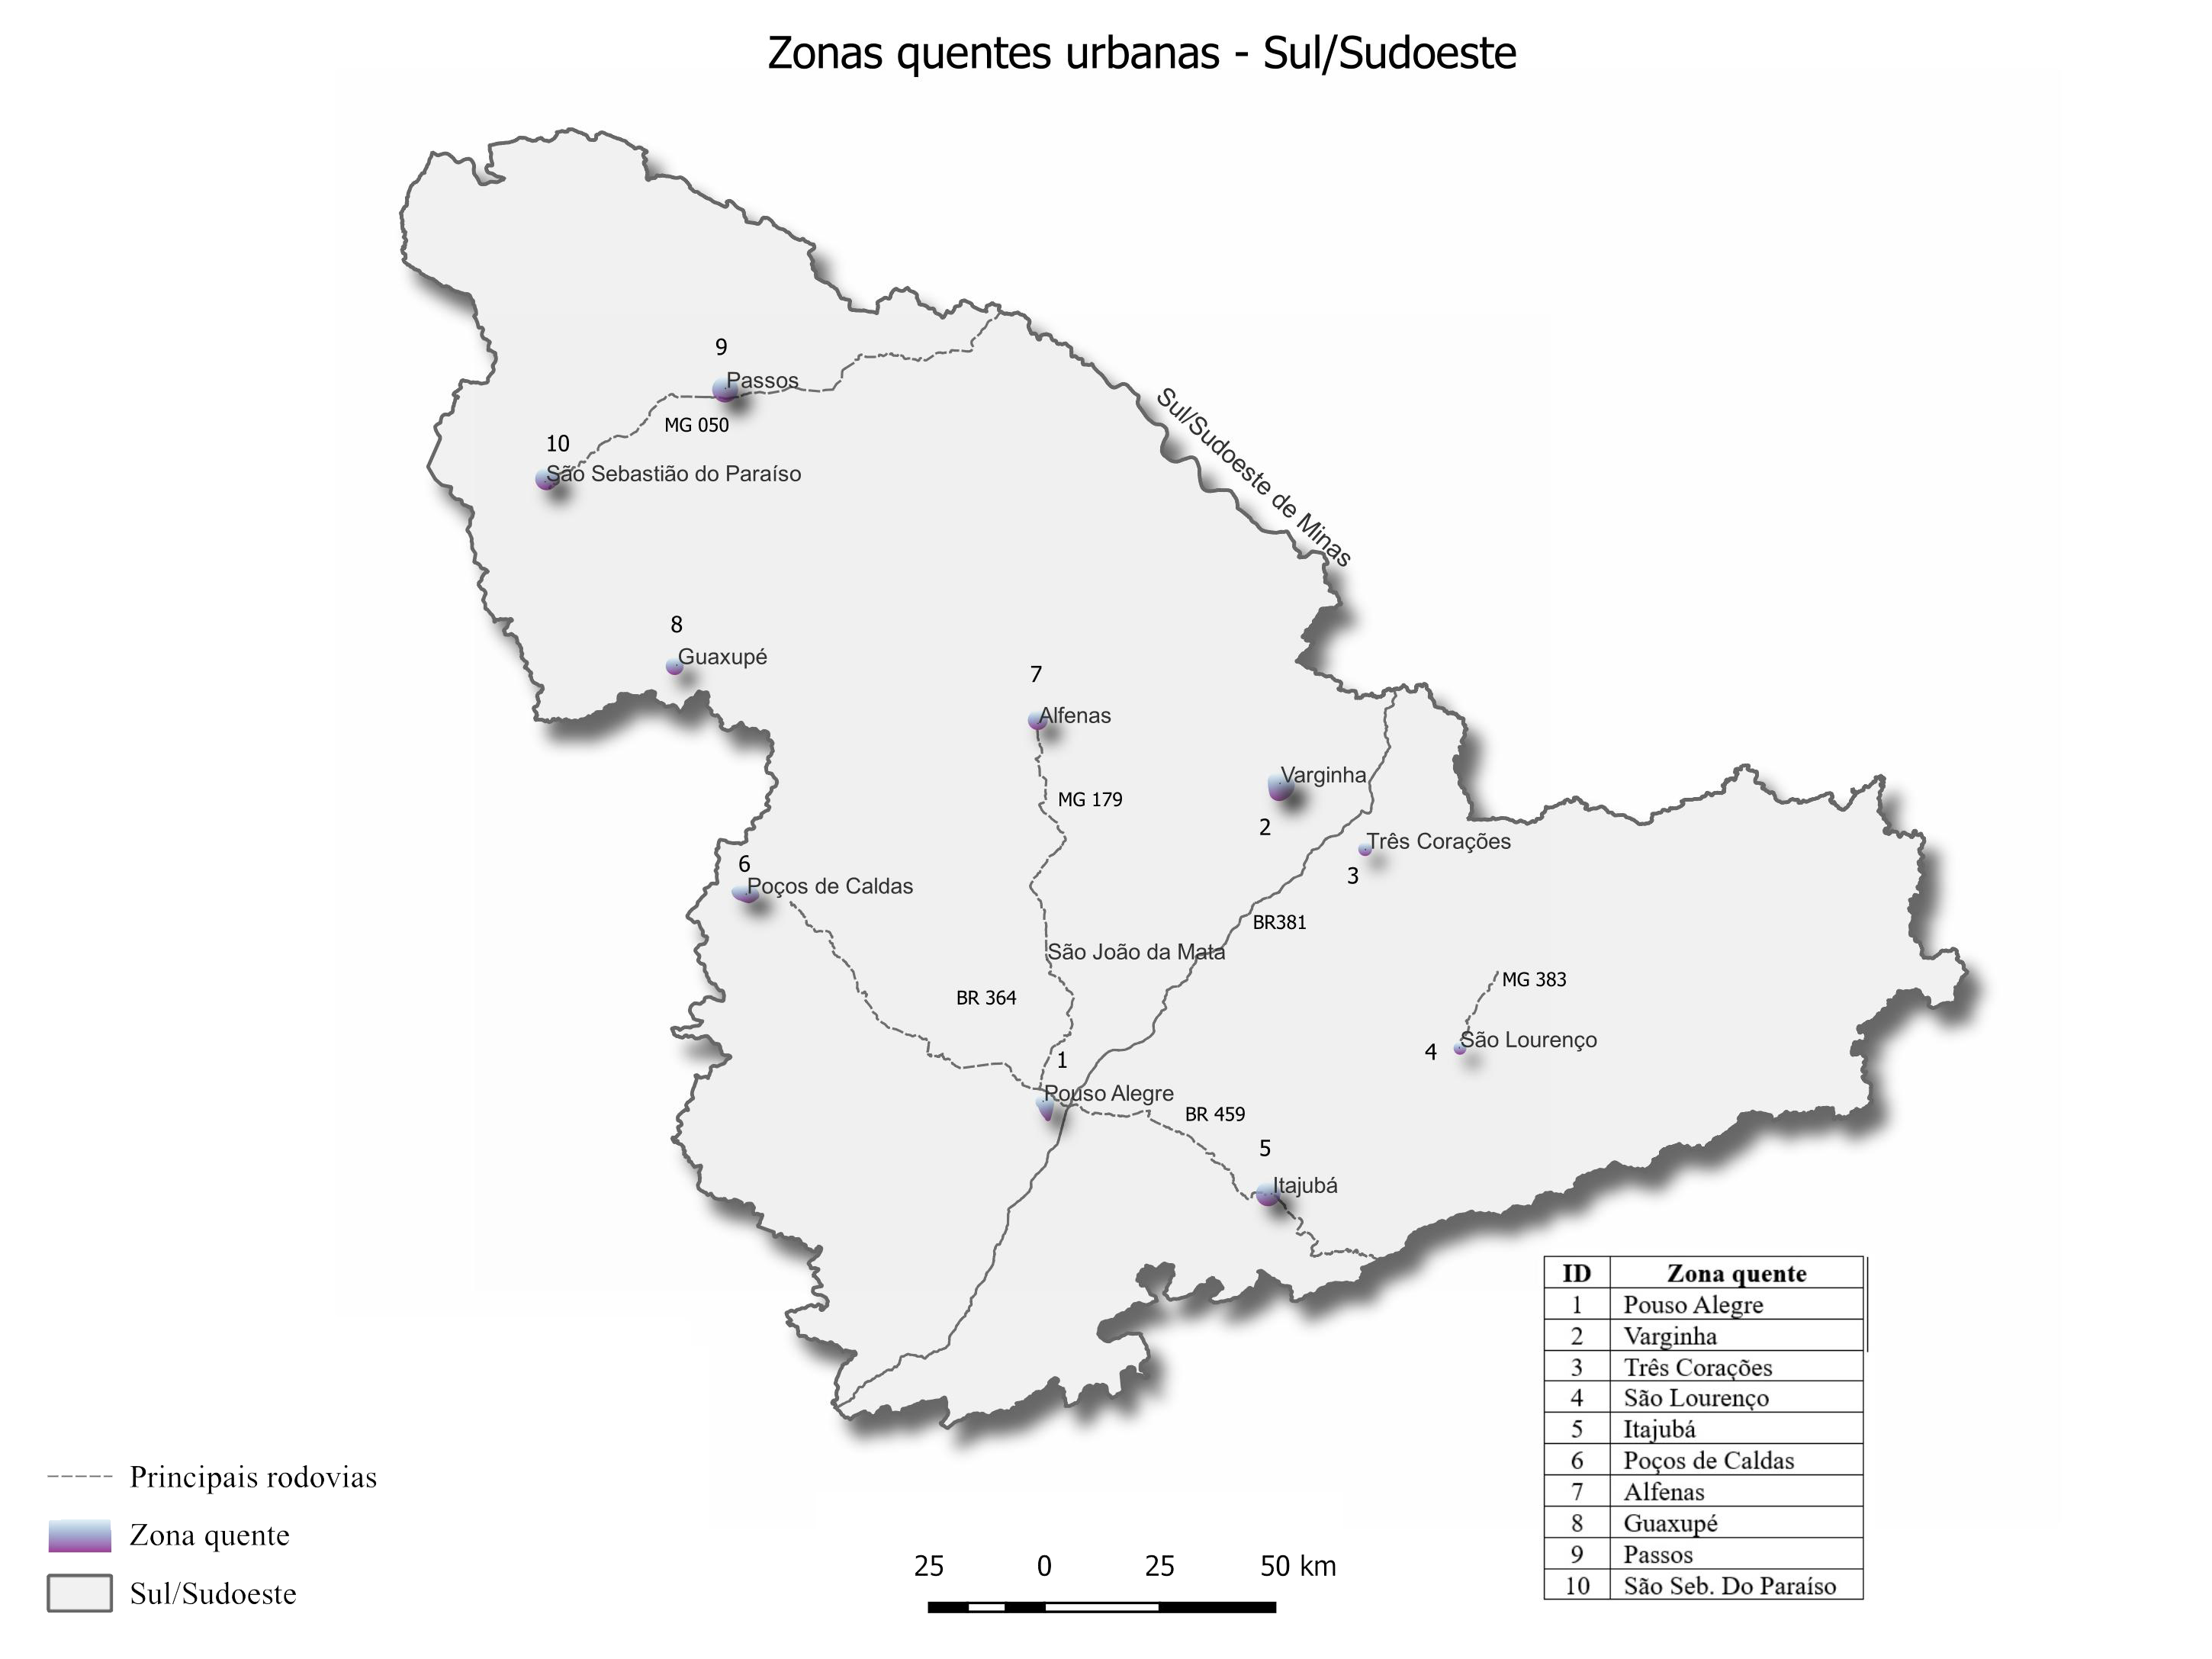 Zonas quentes urbanas - Sul/Sudoeste
9
Passos
MG 050
10
São Sebastião do Paraíso
Sul/Sudoeste de Minas
8
Guaxupé
7
Alfenas
MG 179
Varginha
2
Três Corações
3
6
Poços de Caldas
BR381
São João da Mata
MG 383
BR 364
São Lourenço
4
1
Pouso Alegre
BR 459
5
Itajubá
ID Zona quente
1 Pouso Alegre
2 Varginha
3 Três Corações
4 São Lourenço
5 Itajubá
6 Poços de Caldas
7 Alfenas
8 Guaxupé
9 Passos
10 São Seb. Do Paraíso
Principais rodovias
Zona quente
Sul/Sudoeste
25 0 25 50 km